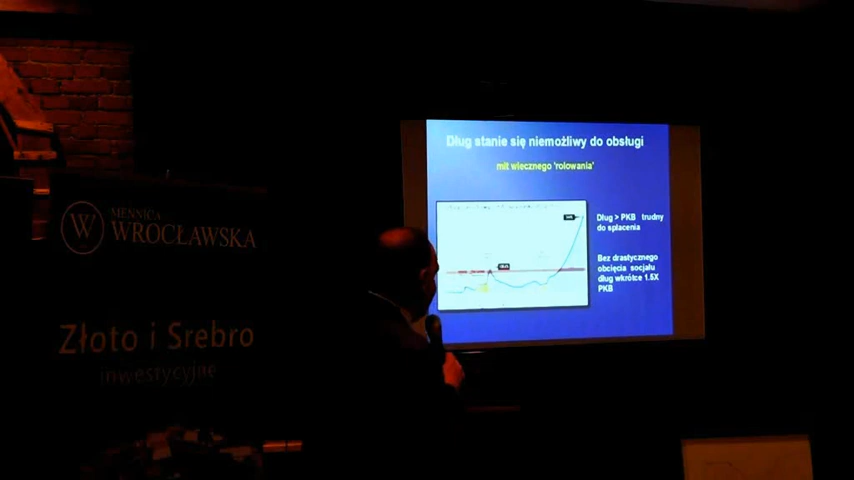 W
MENNICA
WROCŁAWSKA
Złoto i Srebro
inwestycyjne
Dług stanie się niemożliwy do obsługi
mit wiecznego 'rolowania'
Dług > PKB trudny
do spłacenia
Bez drastycznego
obcięcia socjału
dług wkrótce 1.5X
PKB